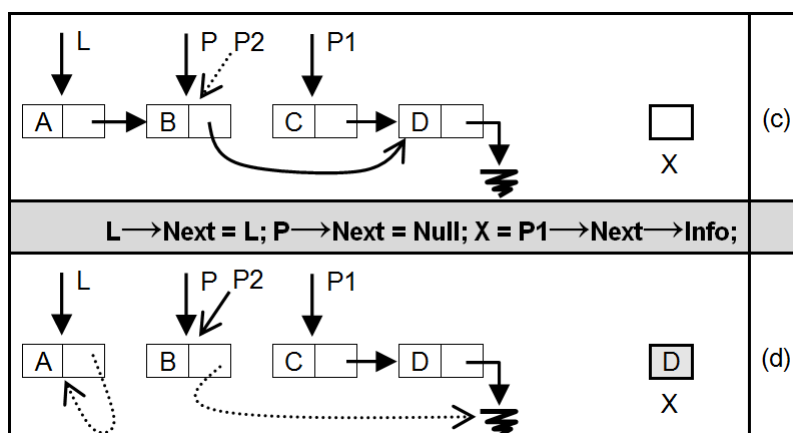 L P P2 P1
A B C D (c)
X
L→Next = L; P→Next = Null; X = P1→Next→Info;
L P P2 P1
A B C D D (d)
X